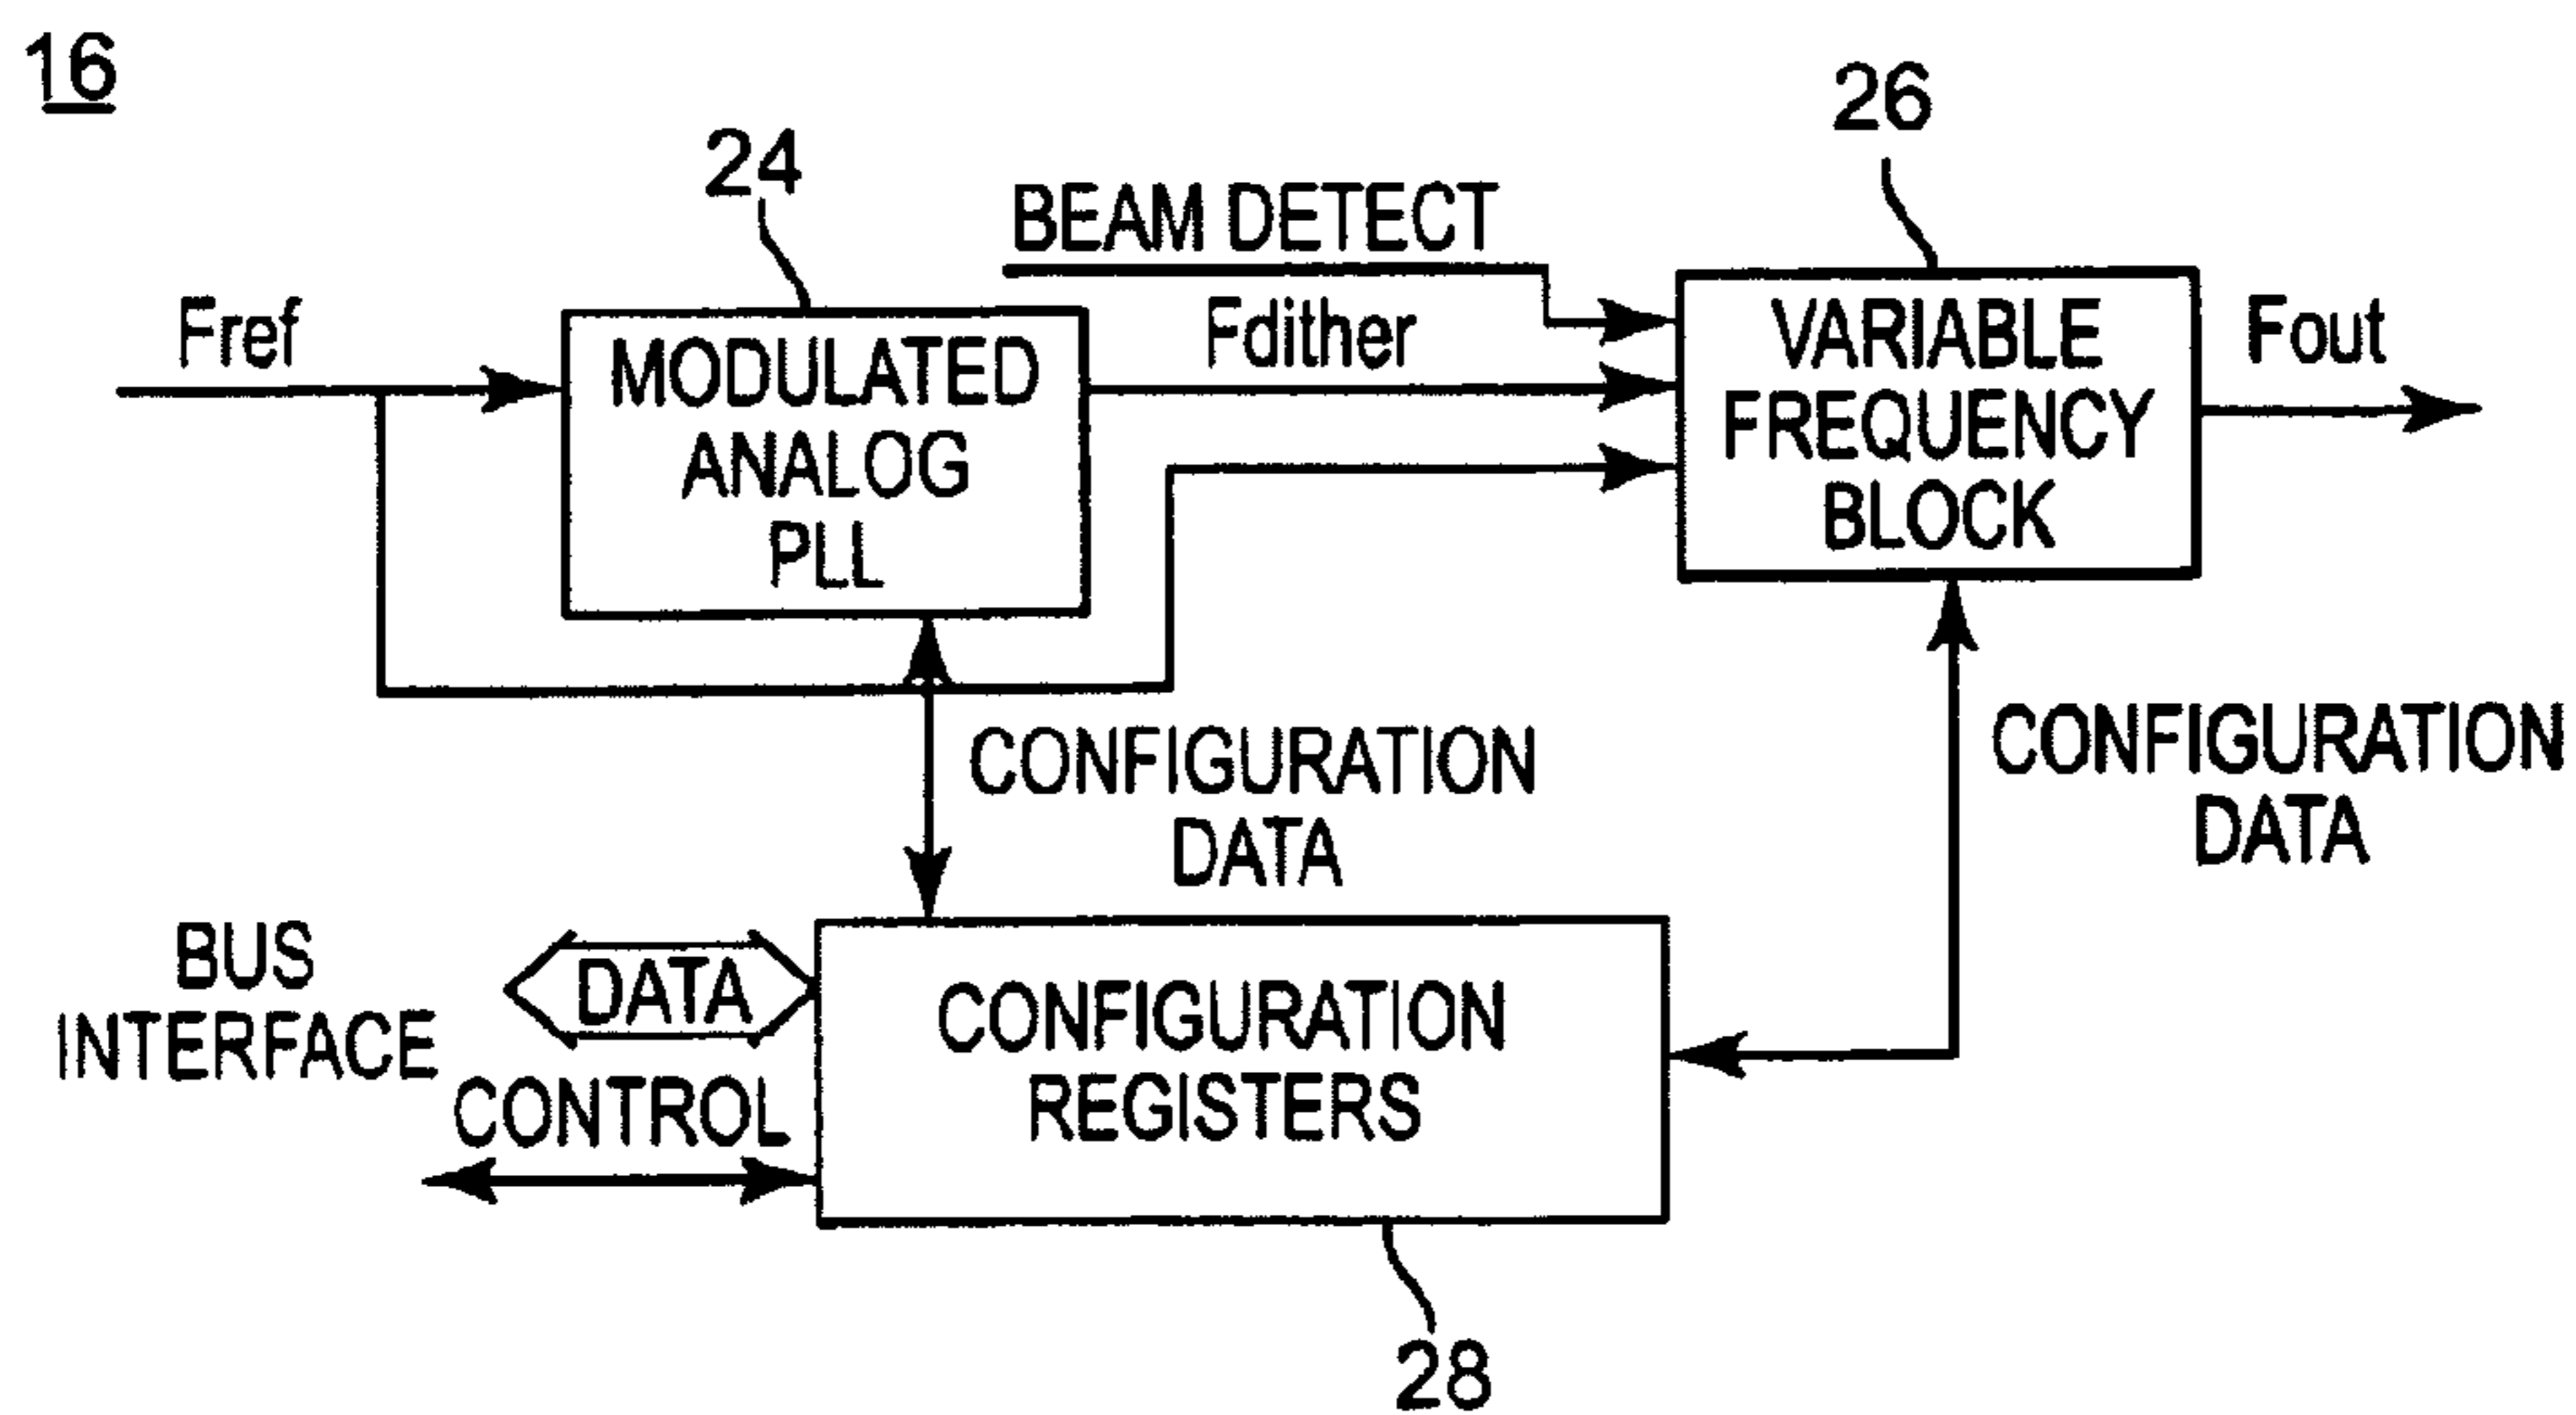 16
24
26
BEAM DETECT
Fref
Fdither
Fout
MODULATED
ANALOG
PLL
VARIABLE
FREQUENCY
BLOCK
CONFIGURATION
DATA
CONFIGURATION
DATA
BUS
INTERFACE
DATA
CONTROL
CONFIGURATION
REGISTERS
28